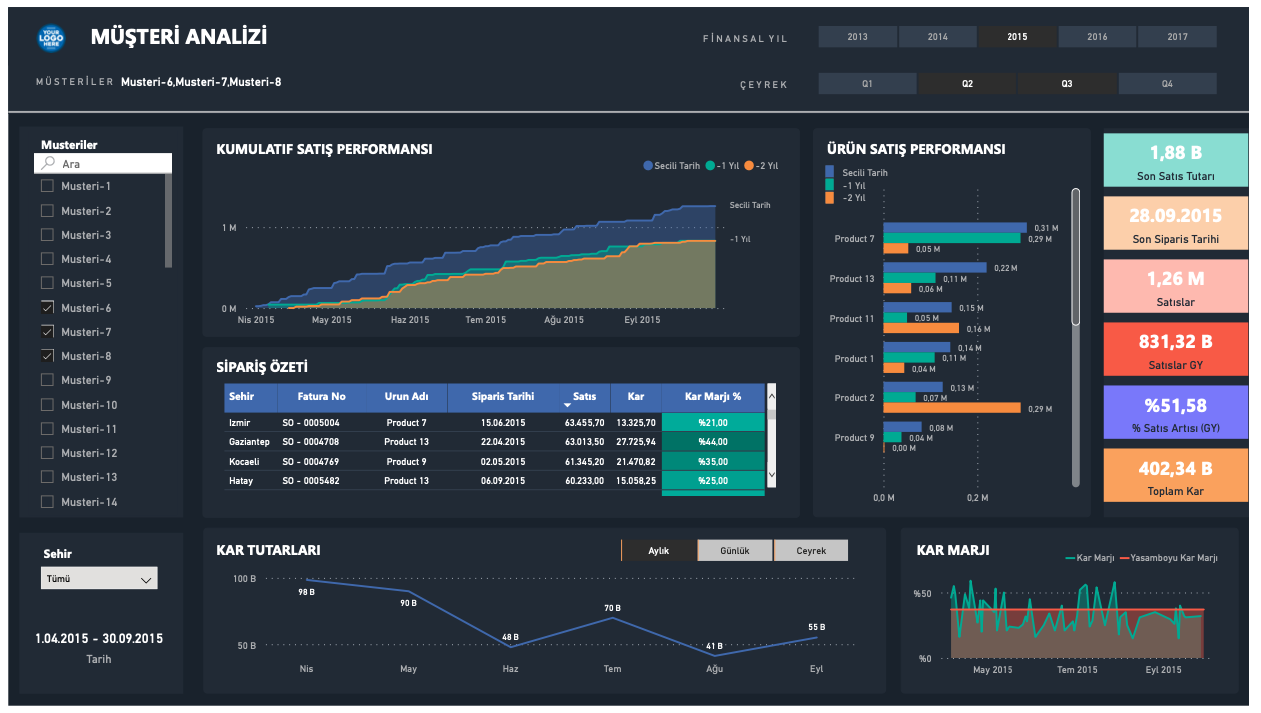 YOUR
LOGO
HERE
MÜŞTERİ ANALİZİ
FİNANSAL YIL
2013 2014 2015 2016 2017
MÜSTERİLER Musteri-6,Musteri-7,Musteri-8
ÇEYREK
Q1 Q2 Q3 Q4
Musteriler
Ara
Musteri-1
Musteri-2
Musteri-3
Musteri-4
Musteri-5
Musteri-6
Musteri-7
Musteri-8
Musteri-9
Musteri-10
Musteri-11
Musteri-12
Musteri-13
Musteri-14
KUMULATIF SATIŞ PERFORMANSI
Secili Tarih -1 Yıl -2 Yıl
Secili Tarih
1 M
-1 Yıl
0 M
Nis 2015 May 2015 Haz 2015 Tem 2015 Ağu 2015 Eyl 2015
SİPARİŞ ÖZETİ
Sehir Fatura No Urun Adı Siparis Tarihi Satıs Kar Kar Marjı %
Izmir SO - 0005004 Product 7 15.06.2015 63.455,70 13.325,70 %21,00
Gaziantep SO - 0004708 Product 13 22.04.2015 63.013,50 27.725,94 %44,00
Kocaeli SO - 0004769 Product 9 02.05.2015 61.345,20 21.470,82 %35,00
Hatay SO - 0005482 Product 13 06.09.2015 60.233,00 15.058,25 %25,00
ÜRÜN SATIŞ PERFORMANSI
Secili Tarih
-1 Yıl
-2 Yıl
Product 7
0,31 M
0,29 M
0,05 M
Product 13
0,22 M
0,11 M
0,06 M
Product 11
0,15 M
0,05 M
0,16 M
Product 1
0,14 M
0,11 M
0,04 M
Product 2
0,13 M
0,07 M
0,29 M
Product 9
0,08 M
0,04 M
0,00 M
0,0 M 0,2 M
1,88 B
Son Satıs Tutarı
28.09.2015
Son Siparis Tarihi
1,26 M
Satıslar
831,32 B
Satıslar GY
%51,58
% Satıs Artısı (GY)
402,34 B
Toplam Kar
Sehir
Tümü
1.04.2015 - 30.09.2015
Tarih
KAR TUTARLARI
Aylık Günlük Ceyrek
100 B
50 B
98 B
90 B
48 B
70 B
41 B
55 B
Nis May Haz Tem Ağu Eyl
KAR MARJI
Kar Marjı Yasamboyu Kar Marjı
%50
%0
May 2015 Tem 2015 Eyl 2015